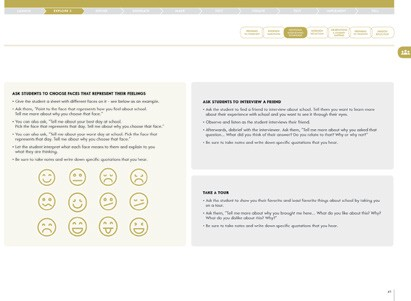 ASK STUDENTS TO CHOOSE FACES THAT REPRESENT THEIR FEELINGS
• Give the student a sheet with different faces on it – see below as an example.
• Ask them, "Point to the face that represents how you feel about school.
Tell me more about why you choose that face."
• You can also ask, "Tell me about your best day at school.
Pick the face that represents that day. Tell me about why you choose that face."
• You can also ask, "Tell me about your worst day at school. Pick the face that
represents that day. Tell me about why you choose that face."
• Let the student interpret what each face means to them and explain to you
what they are thinking.
• Be sure to take notes and write down specific quotations that you hear.
ASK STUDENTS TO INTERVIEW A FRIEND
• Ask the student to find a friend to interview about school. Tell them you want to learn more
about their experience with school and you want to see it through their eyes.
• Observe and listen as the student interviews their friend.
• Afterwards, debrief with the interviewer. Ask them, "Tell me more about why you asked that
question... What did you think of their answer? Do you relate to that? Why or why not?"
• Be sure to take notes and write down specific quotations that you hear.
TAKE A TOUR
• Ask the student to show you their favorite and least favorite things about school by taking you
on a tour.
• Ask them, "Tell me more about why you brought me here... What do you like about this? Why?
What do you dislike about this? Why?"
• Be sure to take notes and write down specific quotations that you hear.